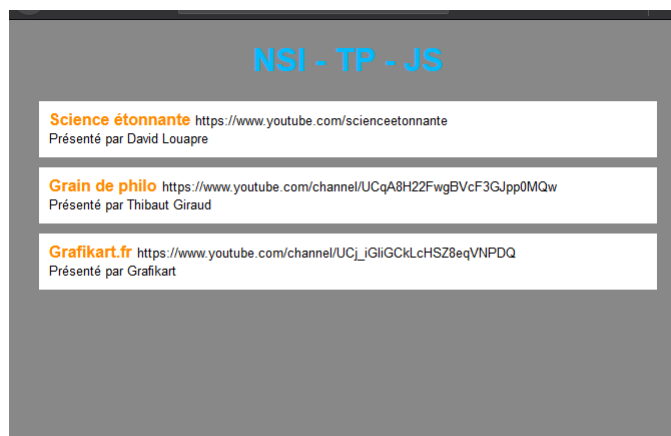 NSI - TP - JS
Science étonnante https://www.youtube.com/scienceetonnante
Présenté par David Louapre
Grain de philo https://www.youtube.com/channel/UCqA8H22FwgBVcF3GJpp0MQw
Présenté par Thibaut Giraud
Grafikart.fr https://www.youtube.com/channel/UCj_iGliGCkLcHSZ8eqVNPDQ
Présenté par Grafikart